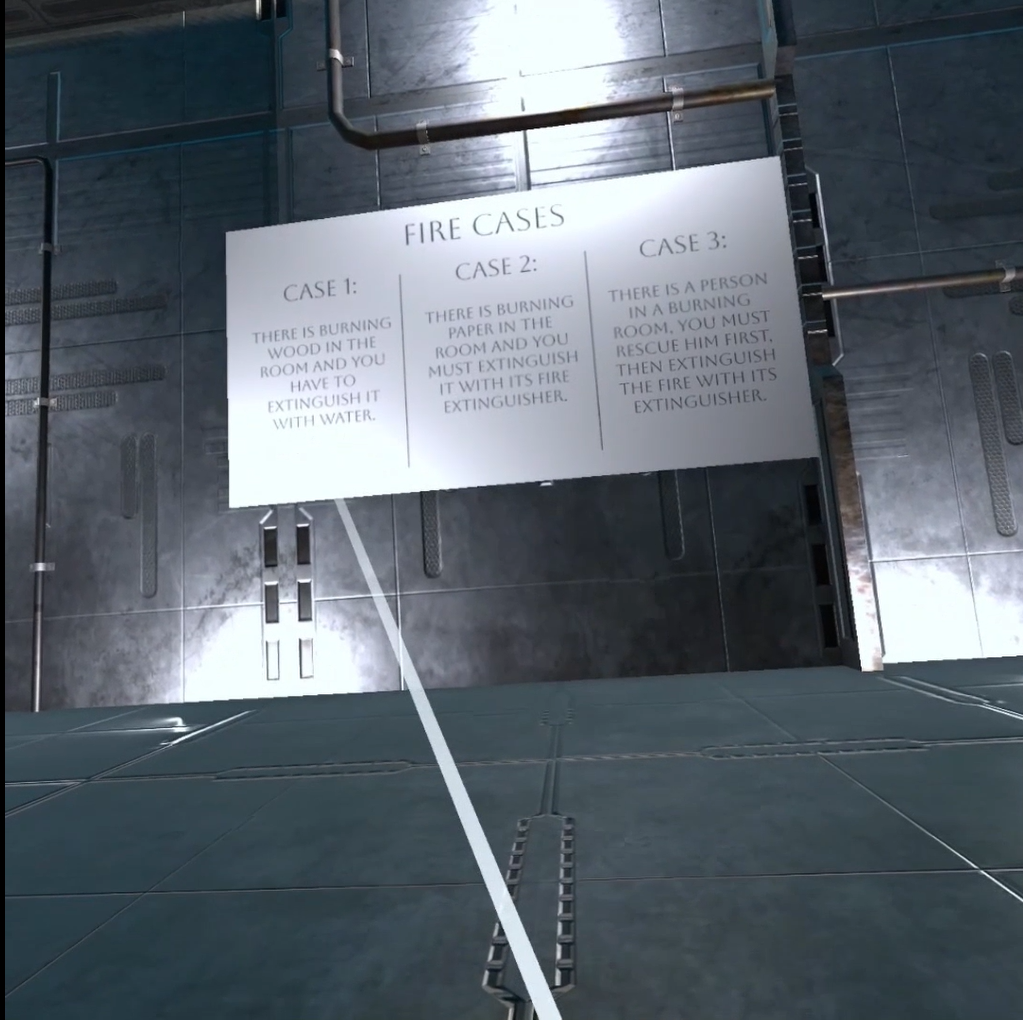 FIRE CASES
CASE 1:
THERE IS BURNING
WOOD IN THE
ROOM AND YOU
HAVE TO
EXTINGUISH IT
WITH WATER.
CASE 2:
THERE IS BURNING
PAPER IN THE
ROOM AND YOU
MUST EXTINGUISH
IT WITH ITS FIRE
EXTINGUISHER.
CASE 3:
THERE IS A PERSON
IN A BURNING
ROOM, YOU MUST
RESCUE HIM FIRST,
THEN EXTINGUISH
THE FIRE WITH ITS
EXTINGUISHER.